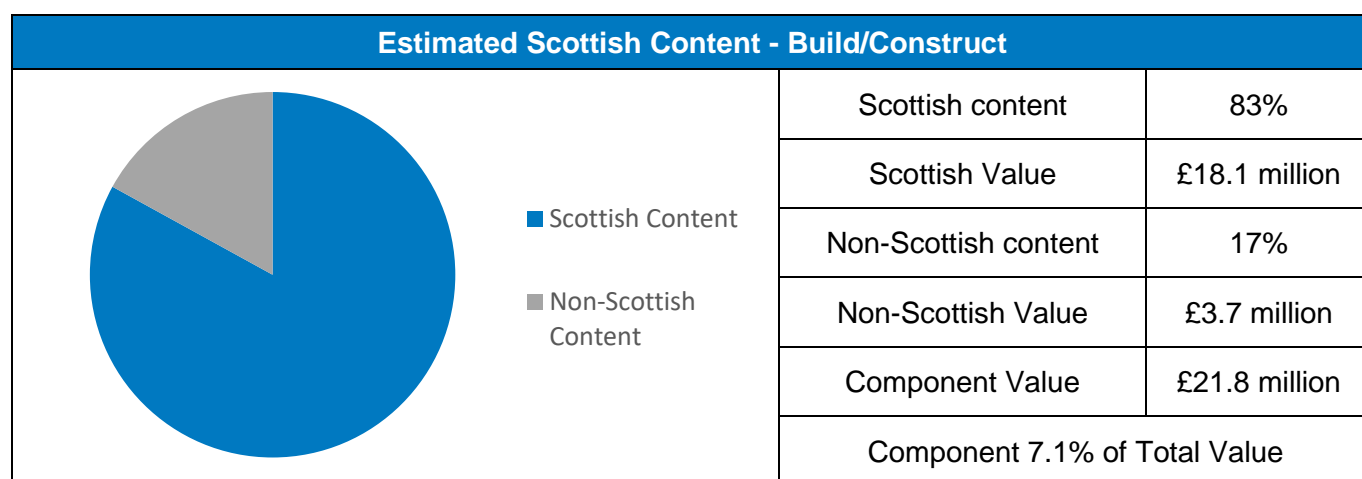 Estimated Scottish Content - Build/Construct
Scottish Content
Non-Scottish
Content
Scottish content 83%
Scottish Value £18.1 million
Non-Scottish content 17%
Non-Scottish Value £3.7 million
Component Value £21.8 million
Component 7.1% of Total Value